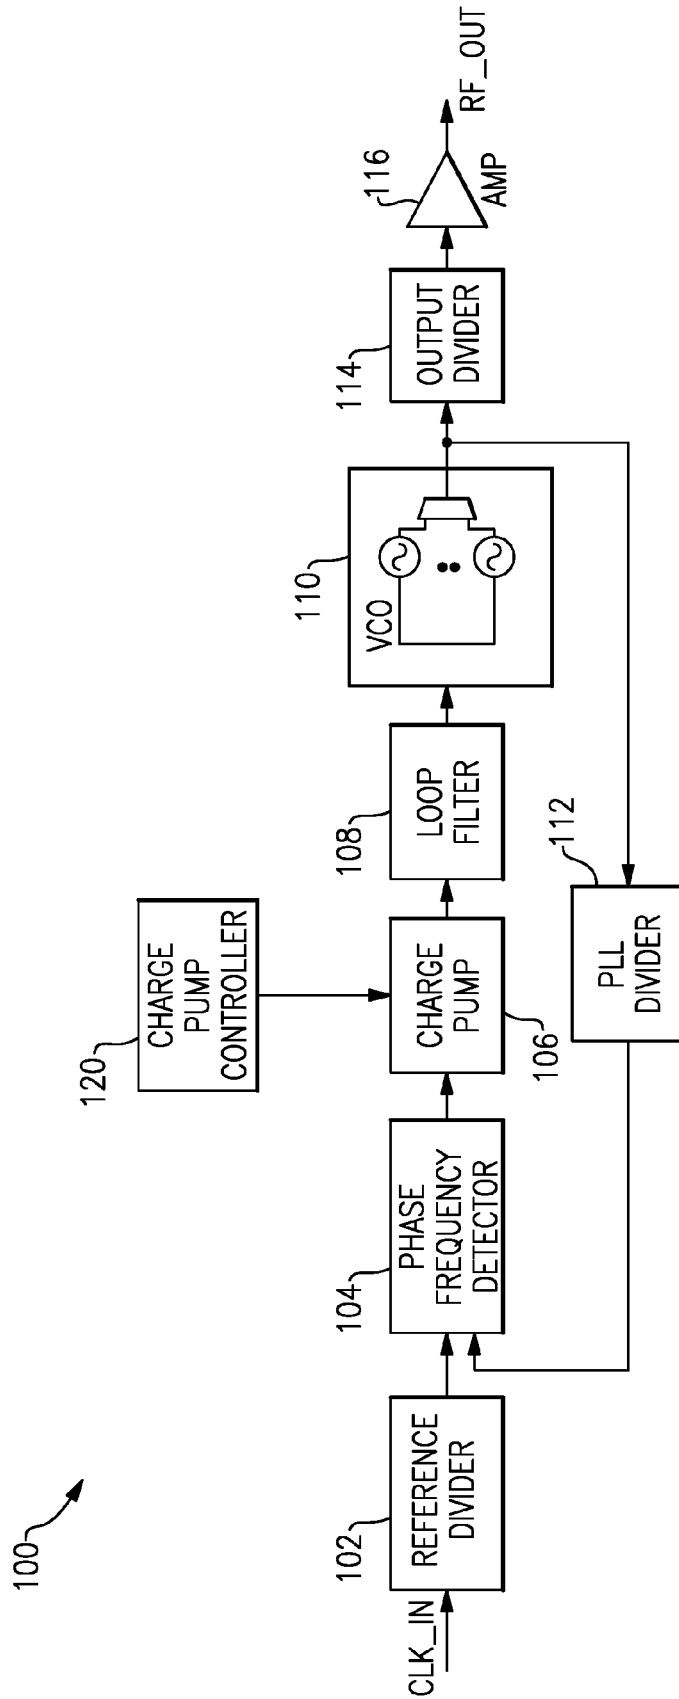 100
CLK_IN
102
REFERENCE
DIVIDER
104
PHASE
FREQUENCY
DETECTOR
120
CHARGE
PUMP
CONTROLLER
CHARGE
PUMP
106
108
LOOP
FILTER
110
VCO
112
PLL
DIVIDER
114
OUTPUT
DIVIDER
116
AMP
RF_OUT